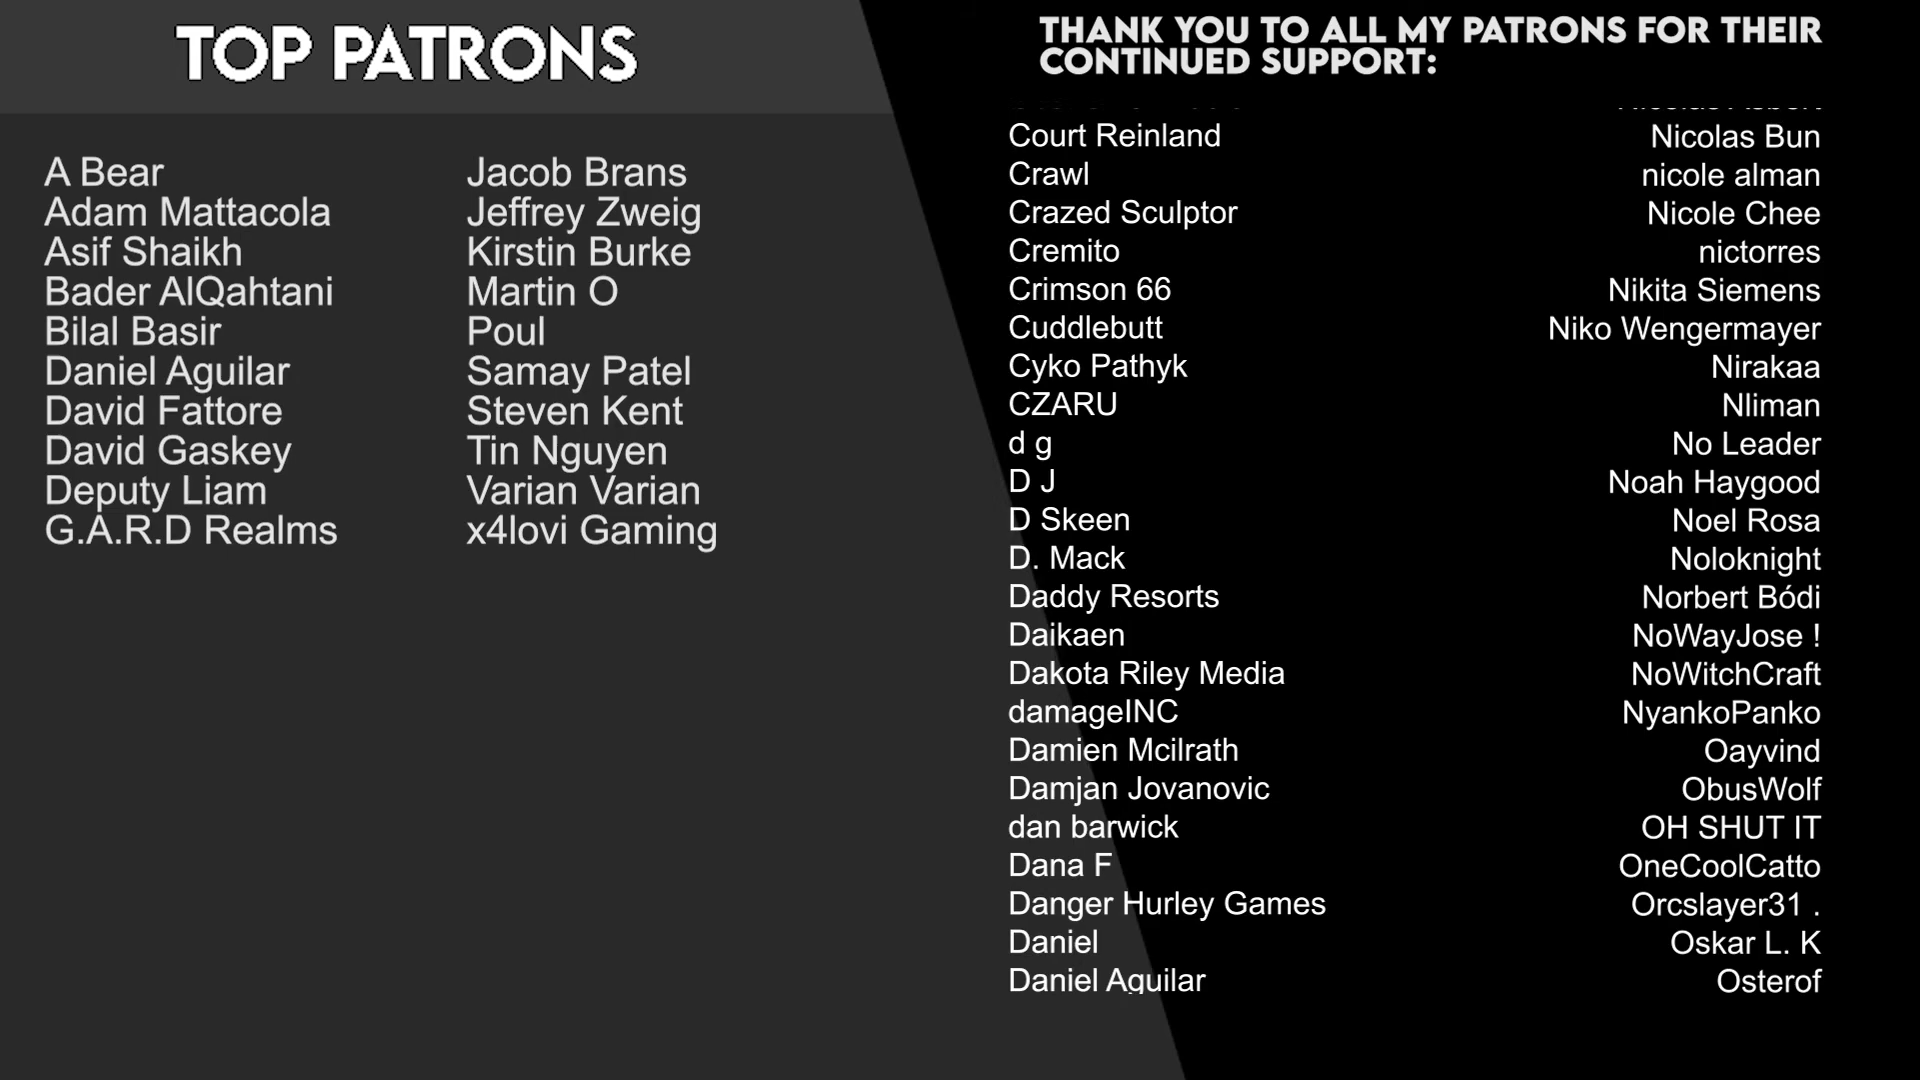 TOP PATRONS
A Bear
Adam Mattacola
Asif Shaikh
Bader AlQahtani
Bilal Basir
Daniel Aguilar
David Fattore
David Gaskey
Deputy Liam
G.A.R.D Realms
Jacob Brans
Jeffrey Zweig
Kirstin Burke
Martin O
Poul
Samay Patel
Steven Kent
Tin Nguyen
Varian Varian
x4lovi Gaming
THANK YOU TO ALL MY PATRONS FOR THEIR
CONTINUED SUPPORT:
Court Reinland
Crawl
Crazed Sculptor
Cremito
Crimson 66
Cuddlebutt
Cyko Pathyk
CZARU
d g
D J
D Skeen
D. Mack
Daddy Resorts
Daikaen
Dakota Riley Media
damageINC
Damien Mcilrath
Damjan Jovanovic
dan barwick
Dana F
Danger Hurley Games
Daniel
Daniel Aguilar
Nicolas Bun
nicole alman
Nicole Chee
nictorres
Nikita Siemens
Niko Wengermayer
Nirakaa
Nliman
No Leader
Noah Haygood
Noel Rosa
Noloknight
Norbert Bódi
NoWayJose !
NoWitchCraft
NyankoPanko
Oayvind
ObusWolf
OH SHUT IT
OneCoolCatto
Orcslayer31 .
Oskar L. K
Osterof